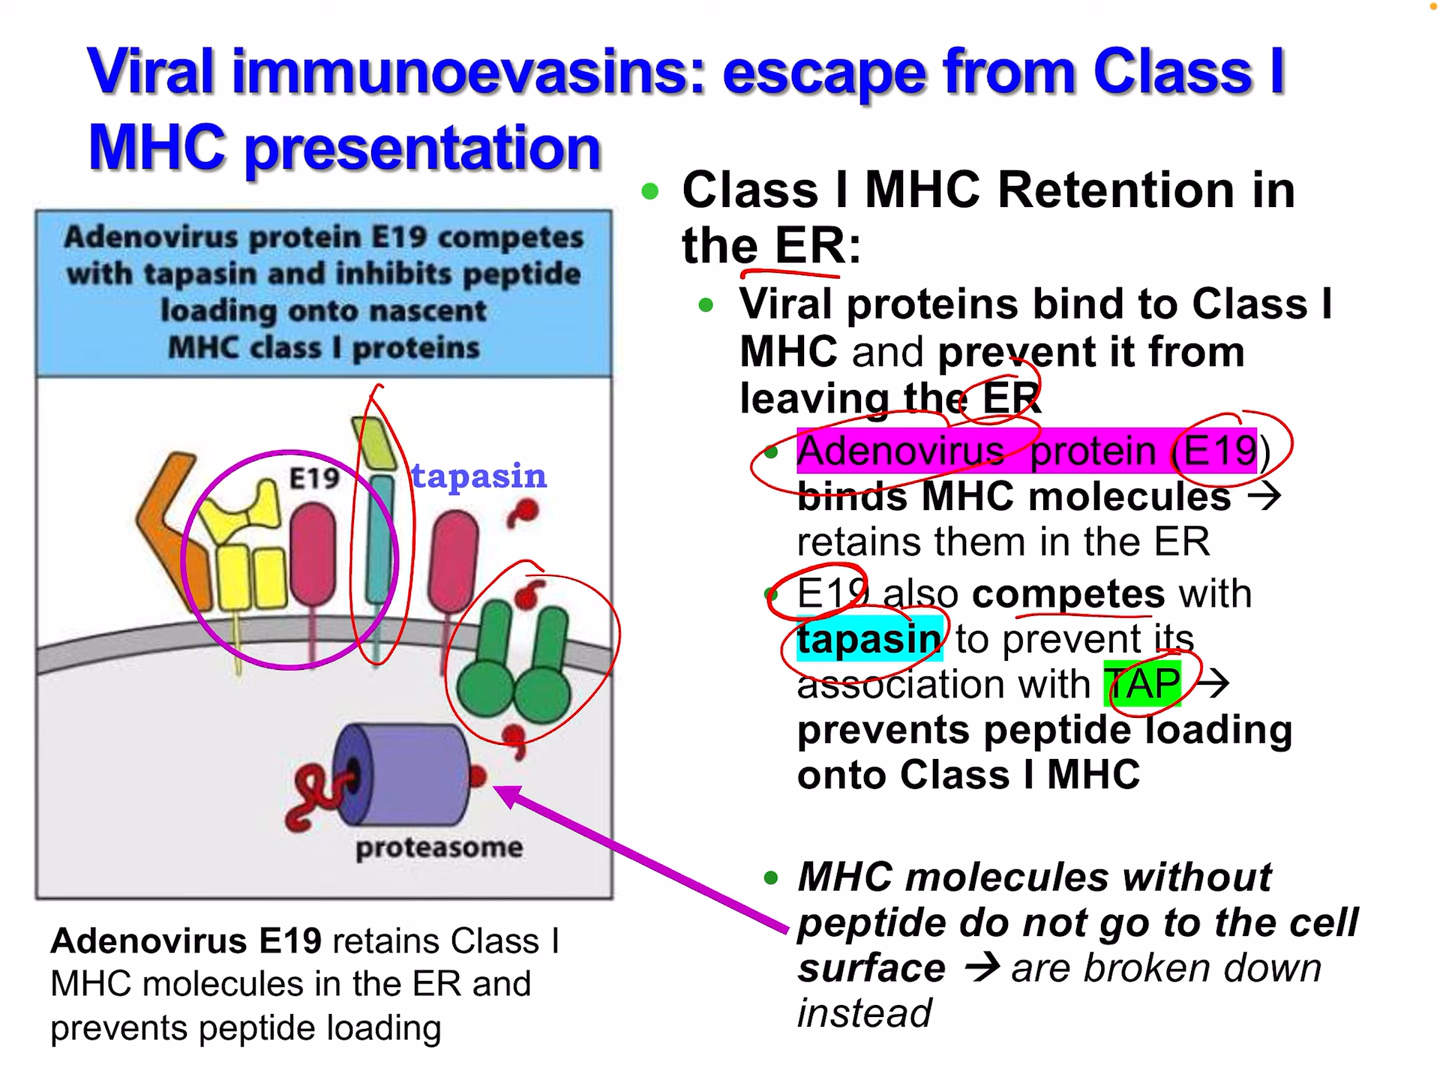 Viral immunoevasins: escape from Class I
MHC presentation
Adenovirus protein E19 competes
with tapasin and inhibits peptide
loading onto nascent
MHC class I proteins
E19
tapasin
proteasome
Adenovirus E19 retains Class I
MHC molecules in the ER and
prevents peptide loading
• Class I MHC Retention in
the ER:
• Viral proteins bind to Class I
MHC and prevent it from
leaving the ER
• Adenovirus protein (E19)
binds MHC molecules →
retains them in the ER
• E19 also competes with
tapasin to prevent its
association with TAP →
prevents peptide loading
onto Class I MHC
• MHC molecules without
peptide do not go to the cell
surface → are broken down
instead